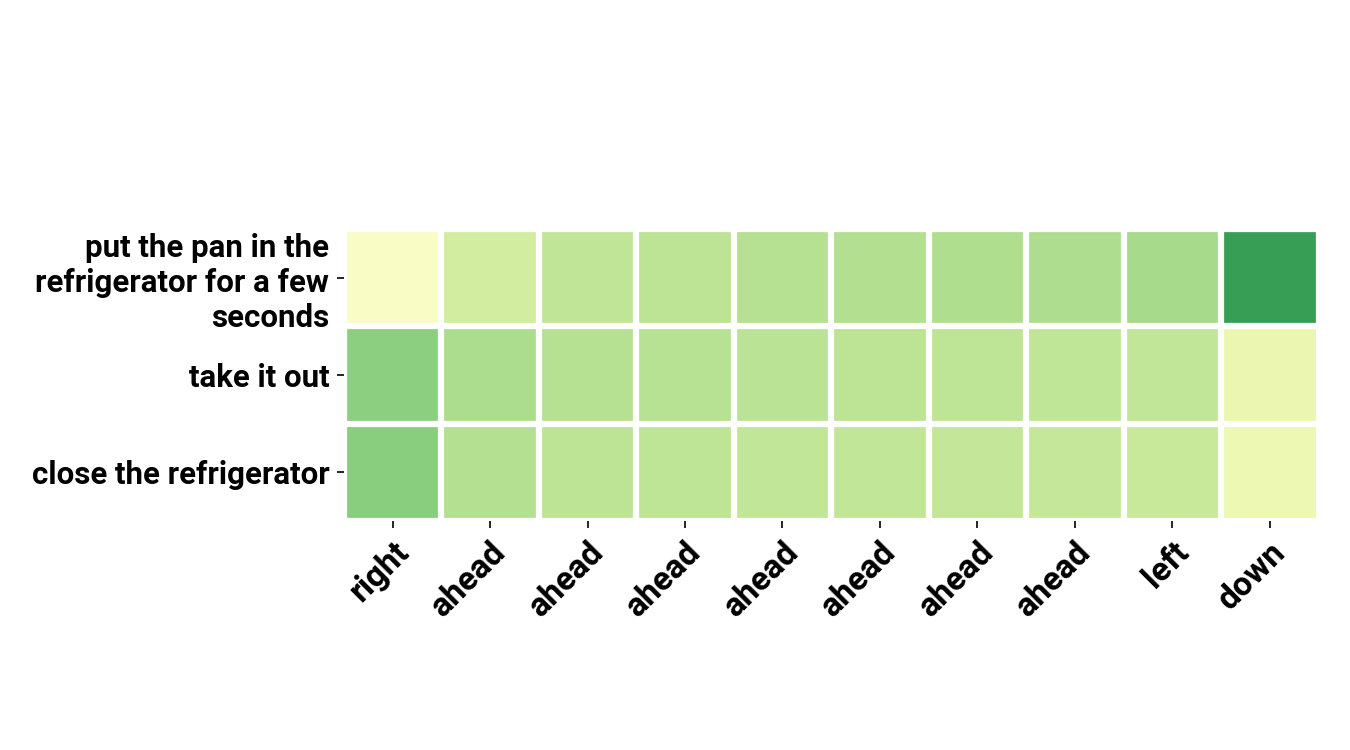 put the pan in the
refrigerator for a few
seconds
take it out
close the refrigerator
right
ahead
ahead
ahead
ahead
ahead
ahead
ahead
left
down